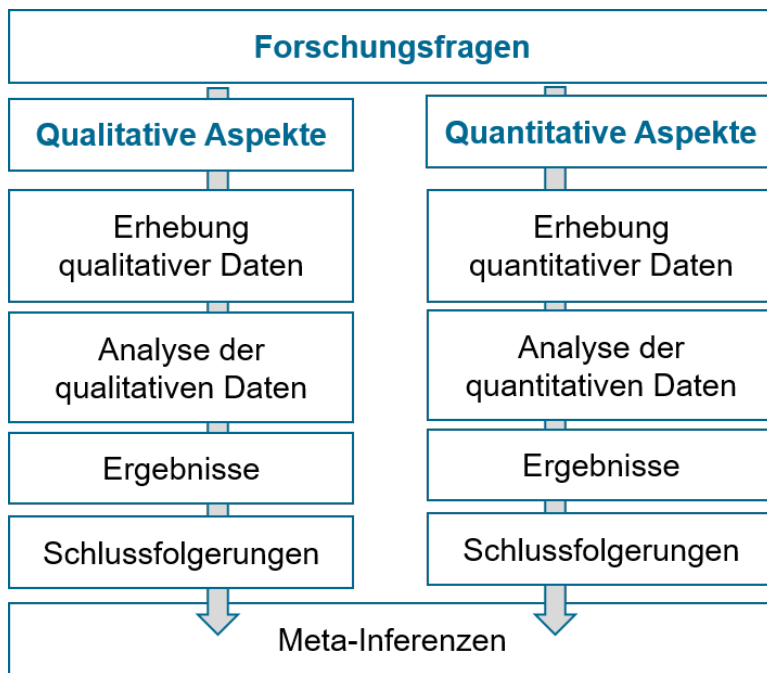 Forschungsfragen
Qualitative Aspekte
Erhebung
qualitativer Daten
Analyse der
qualitativen Daten
Ergebnisse
Schlussfolgerungen
Quantitative Aspekte
Erhebung
quantitativer Daten
Analyse der
quantitativen Daten
Ergebnisse
Schlussfolgerungen
Meta-Inferenzen